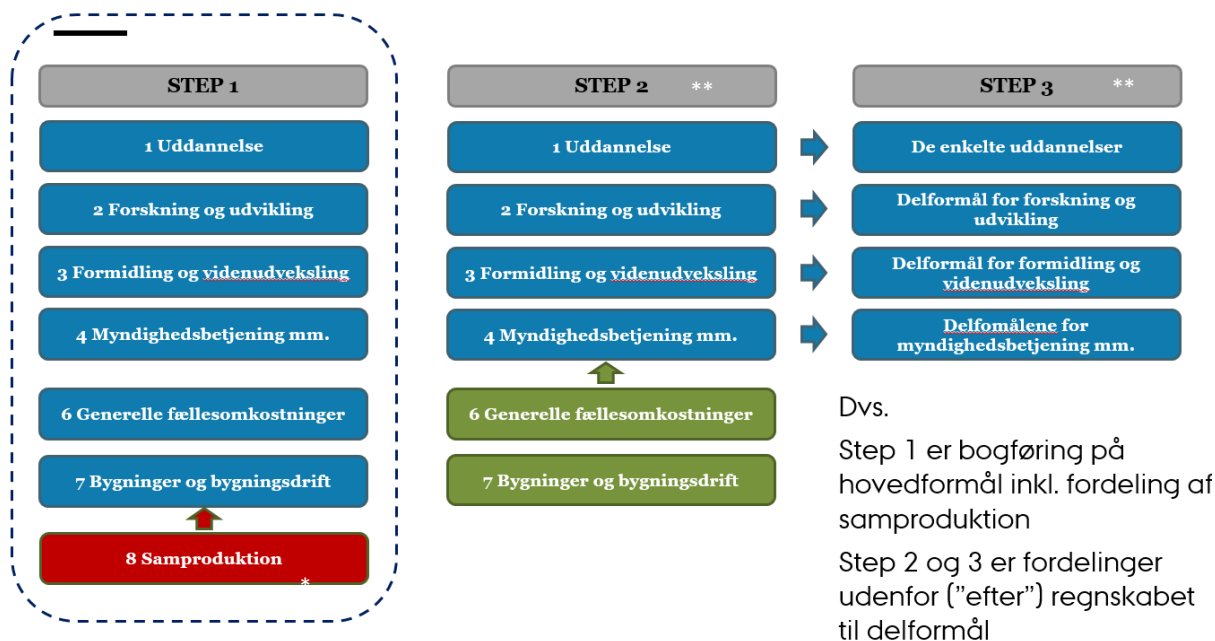 STEP 1
1 Uddannelse
2 Forskning og udvikling
3 Formidling og videnudveksling
4 Myndighedsbetjening mm.
6 Generelle fællesomkostninger
7 Bygninger og bygningsdrift
8 Samproduktion
*
STEP 2 **
1 Uddannelse
2 Forskning og udvikling
3 Formidling og videnudveksling
4 Myndighedsbetjening mm.
6 Generelle fællesomkostninger
7 Bygninger og bygningsdrift
STEP 3 **
De enkelte uddannelser
Delformål for forskning og
udvikling
Delformål for formidling og
videnudveksling
Delfomålene for
myndighedsbetjening mm.
Dvs.
Step 1 er bogføring på
hovedformål inkl. fordeling af
samproduktion
Step 2 og 3 er fordelinger
udenfor ("efter") regnskabet
til delformål